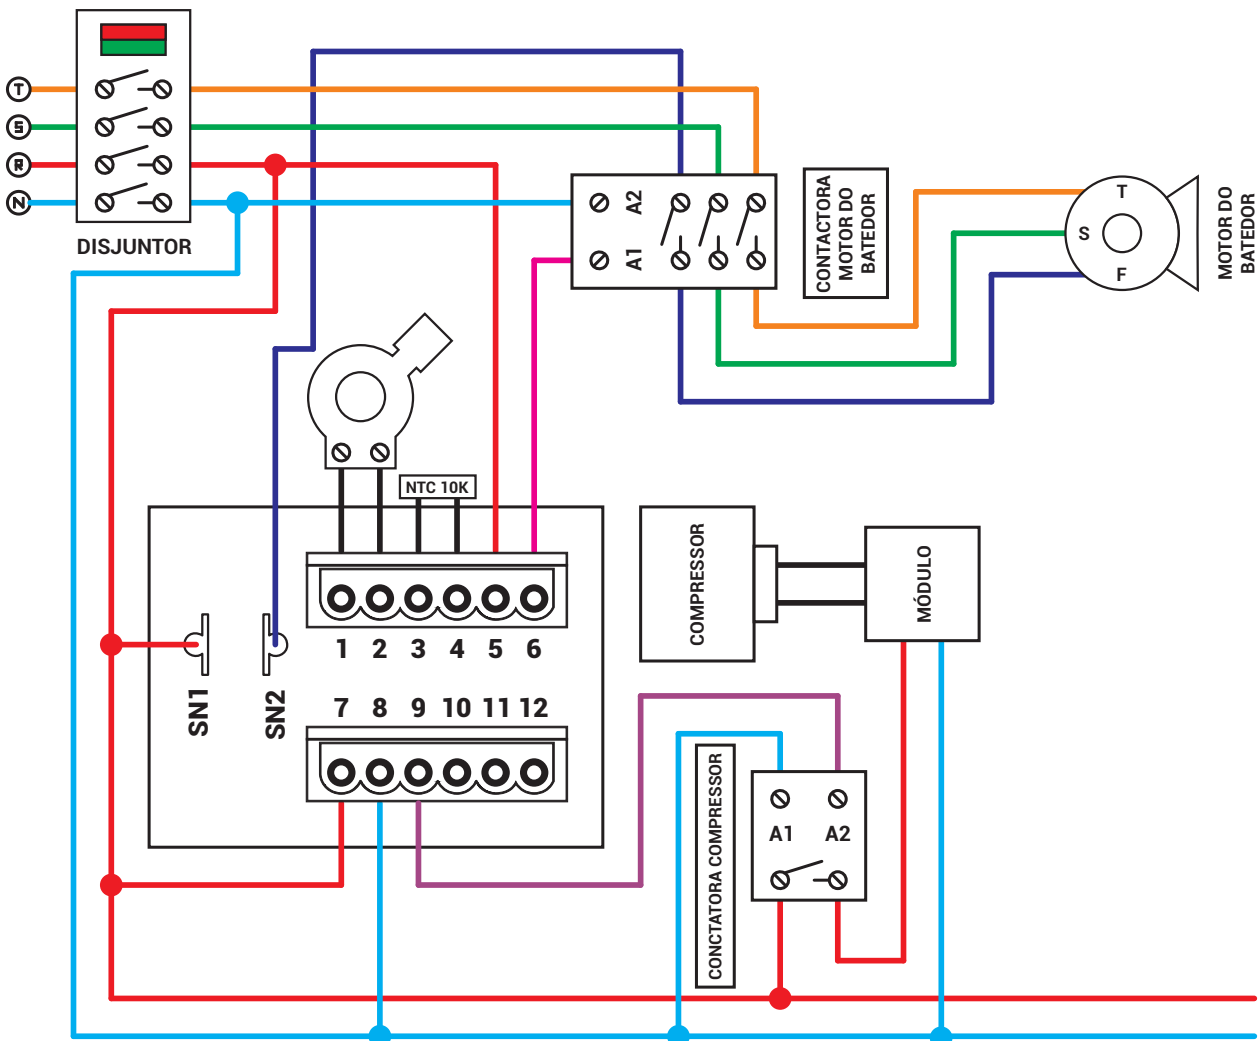 T
S
R
N
DISJUNTOR
A2
A1
CONTACTORA
MOTOR DO
BATEDOR
T
S
F
MOTOR DO
BATEDOR
NTC 10K
1 2 3 4 5 6
SN1
SN2
7 8 9 10 11 12
COMPRESSOR
MÓDULO
CONCTATORA COMPRESSOR
A1 A2